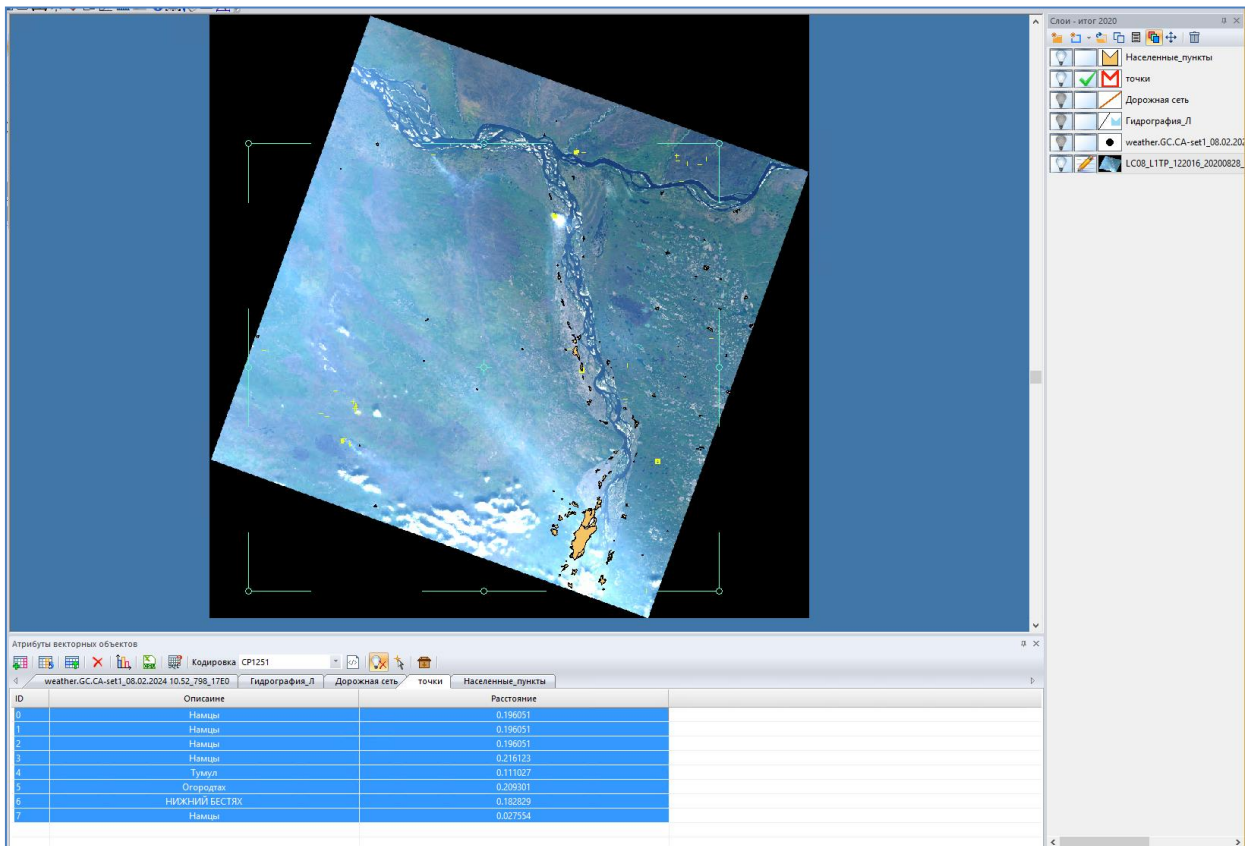 Слои - итог 2020
Населенные_пункты
точки
Дорожная сеть
Гидрография_Л
weather.GC.CA-set1_08.02.202
LC08_L1TP_122016_20200828_
Атрибуты векторных объектов
Кодировка CP1251
weather.GC.CA-set1_08.02.2024 10.52_798_17E0 Гидрография_Л Дорожная сеть точки Населенные_пункты
ID Описаине Расстояние
0 Намцы 0.196051
1 Намцы 0.196051
2 Намцы 0.196051
3 Намцы 0.216123
4 Тумул 0.111027
5 Огородтах 0.209301
6 НИЖНИЙ БЕСТЯХ 0.182829
7 Намцы 0.027554